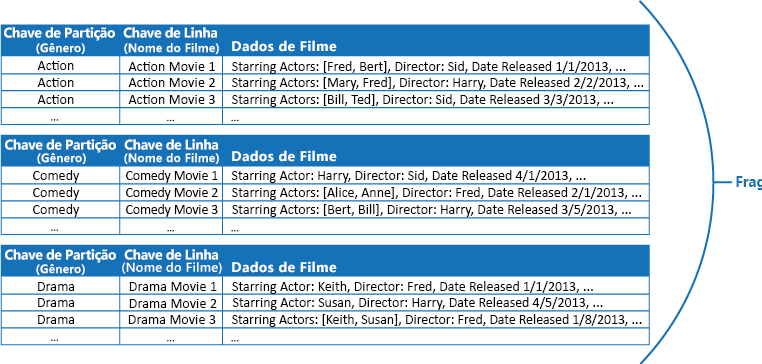 Chave de Partição Chave de Linha Dados de Filme
(Gênero) (Nome do Filme)
Action Action Movie 1 Starring Actors: [Fred, Bert], Director: Sid, Date Released 1/1/2013, ...
Action Action Movie 2 Starring Actors: [Mary, Fred], Director: Harry, Date Released 2/2/2013, ...
Action Action Movie 3 Starring Actors: [Bill, Ted], Director: Sid, Date Released 3/3/2013, ...
... ... ...
Chave de Partição Chave de Linha Dados de Filme
(Gênero) (Nome do Filme)
Comedy Comedy Movie 1 Starring Actor: Harry, Director: Sid, Date Released 4/1/2013, ...
Comedy Comedy Movie 2 Starring Actors: [Alice, Anne], Director: Fred, Date Released 2/1/2013, ...
Comedy Comedy Movie 3 Starring Actors: [Bert, Bill], Director: Harry, Date Released 3/5/2013, ...
... ... ...
Frag
Chave de Partição Chave de Linha Dados de Filme
(Gênero) (Nome do Filme)
Drama Drama Movie 1 Starring Actor: Keith, Director: Fred, Date Released 1/1/2013, ...
Drama Drama Movie 2 Starring Actor: Susan, Director: Harry, Date Released 4/5/2013, ...
Drama Drama Movie 3 Starring Actors: [Keith, Susan], Director: Fred, Date Released 1/8/2013, ...
... ... ...